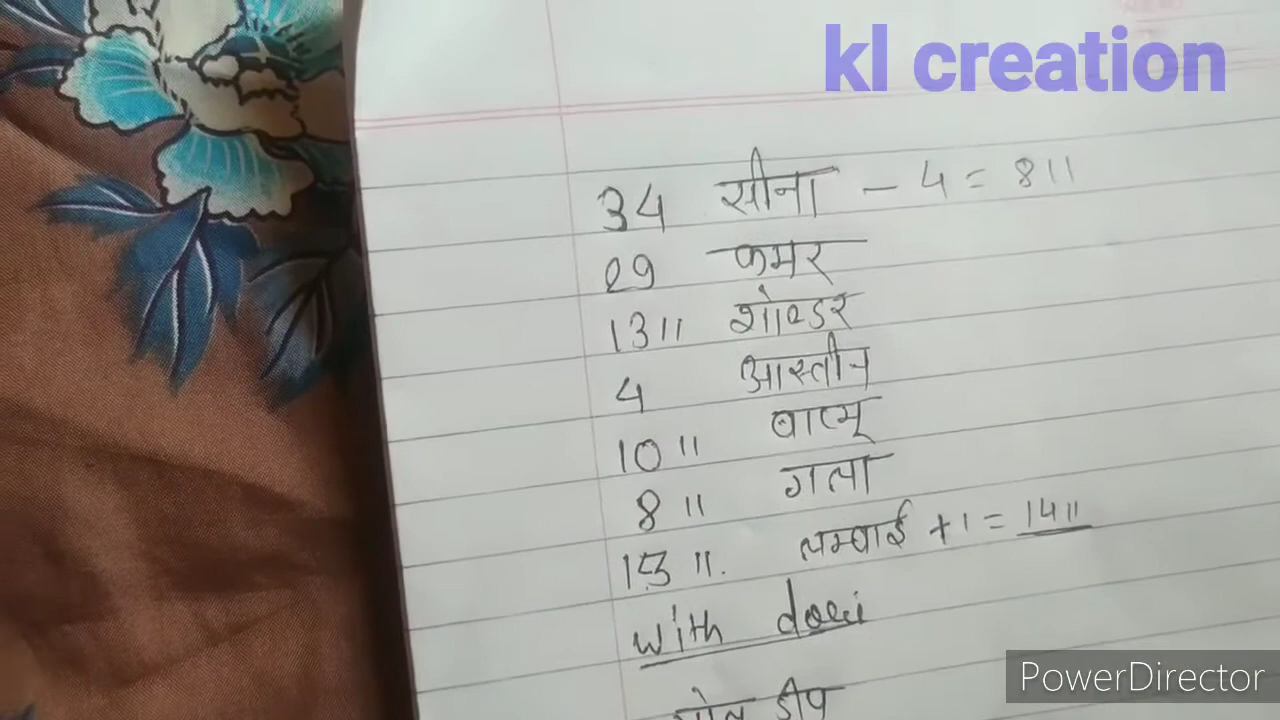 kl creation
34 सीना - 4 = 8॥
29 कमर
13॥ शोल्डर
4 आस्तीन
10॥
8॥ गला
13॥. लम्बाई + 1 = 14॥
with dori
डीप
PowerDirector